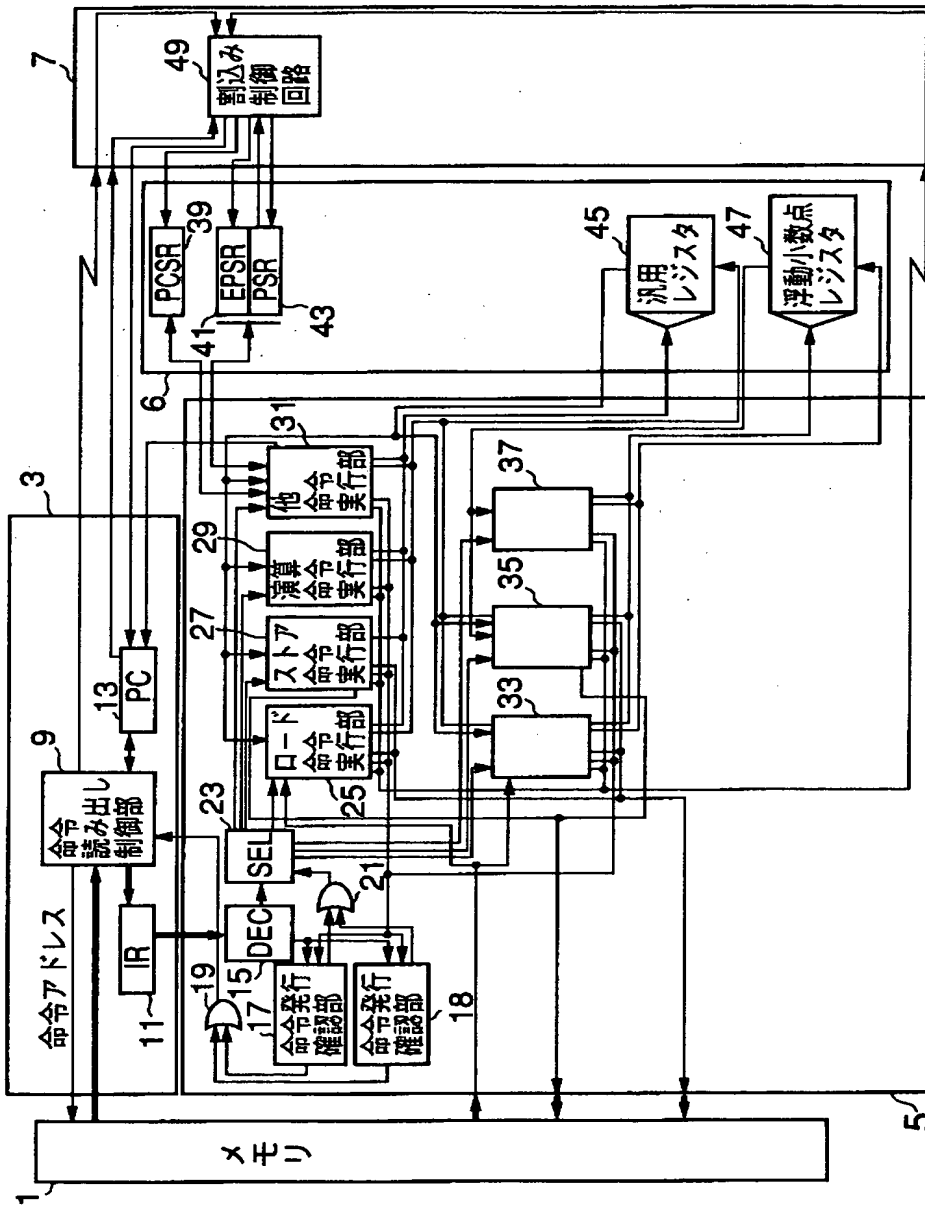 1
メモリ
3
命令アドレス
9
命令
読み出し
制御部
13
PC
IR
11
7
49
割込み
制御
回路
6
PCSR
39
41
EPSR
PSR
43
45
汎用
レジスタ
47
浮動小数点
レジスタ
5
19
DEC
15
17
命令発行
確認部
命令発行
確認部
18
23
SEL
21
ロード
命令
実行部
25
27
ストア
命令
実行部
29
演算
命令
実行部
31
他
命令
実行部
33
35
37